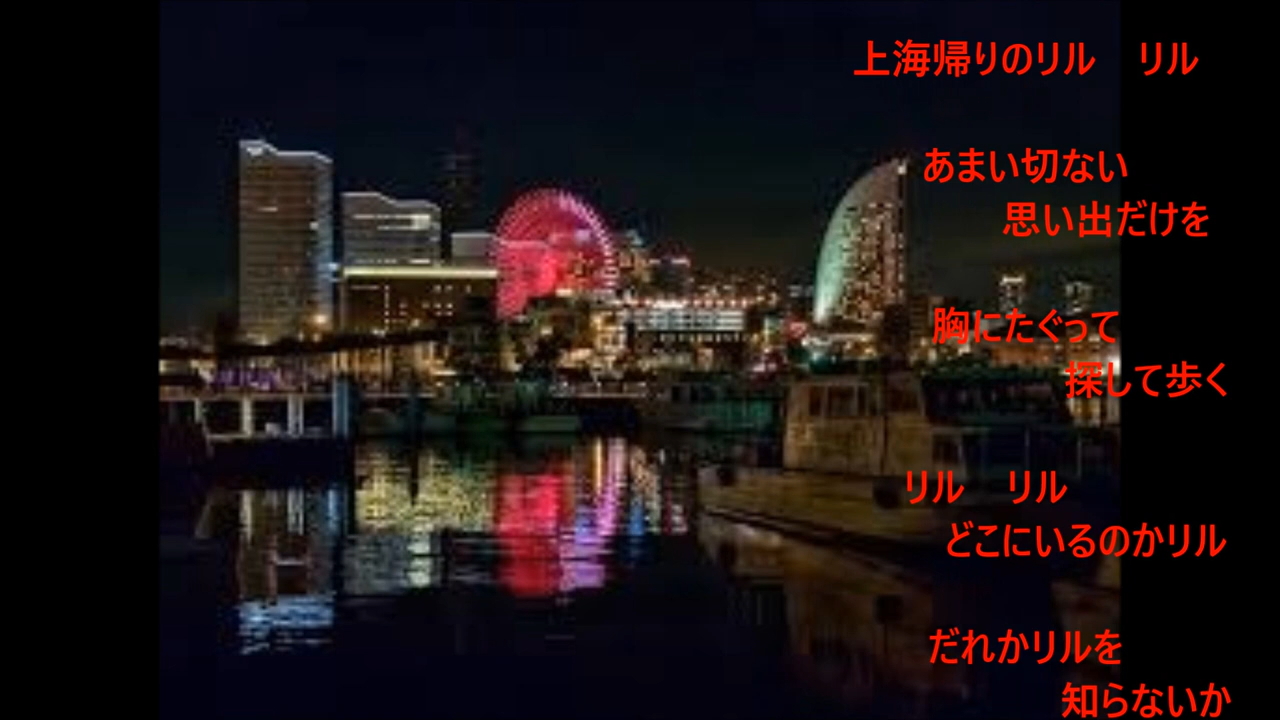 上海帰りのリル　リル
あまい切ない
思い出だけを
胸にたぐって
探して歩く
リル　リル
どこにいるのかリル
だれかリルを
知らないか